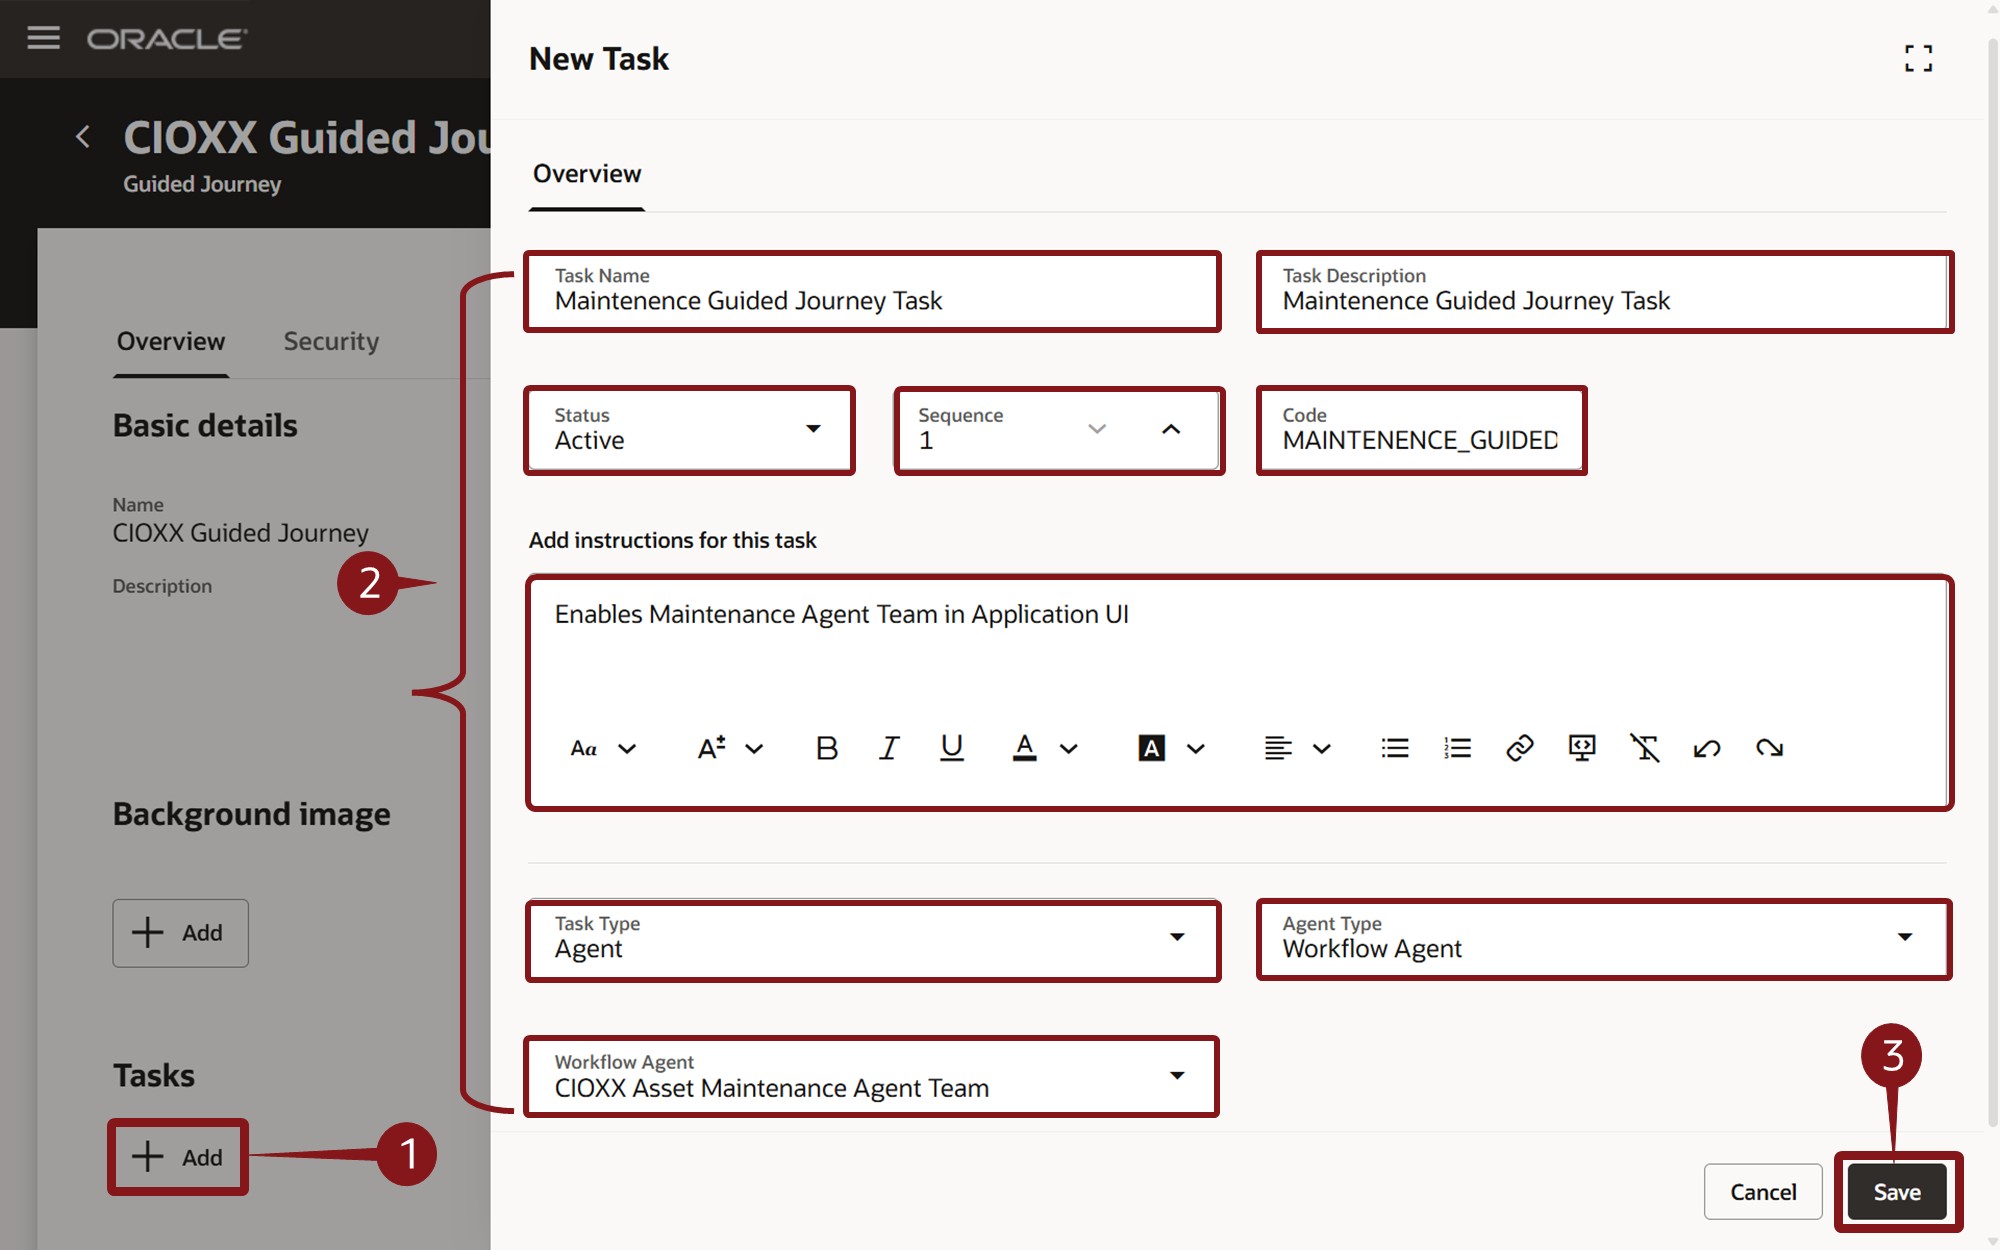 ORACLE
CIOXX Guided Jou
Guided Journey
Overview Security
Basic details
Name
CIOXX Guided Journey
Description
2
Background image
Add
Tasks
Add
1
New Task
Overview
Task Name
Maintenence Guided Journey Task
Task Description
Maintenence Guided Journey Task
Status
Active
Sequence
1
Code
MAINTENENCE_GUIDED
Add instructions for this task
Enables Maintenance Agent Team in Application UI
Task Type
Agent
Agent Type
Workflow Agent
Workflow Agent
CIOXX Asset Maintenance Agent Team
3
Cancel Save